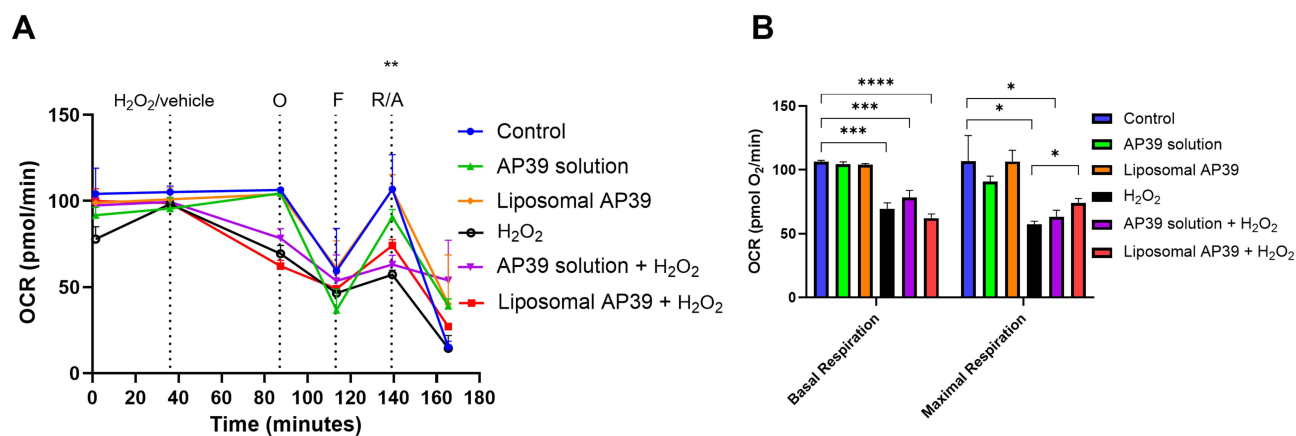 A
**
H₂O₂/vehicle
O
F
R/A
150
100
50
0
OCR (pmol/min)
0
20
40
60
80
100
120
140
160
180
Time (minutes)
Control
AP39 solution
Liposomal AP39
H₂O₂
AP39 solution + H₂O₂
Liposomal AP39 + H₂O₂
B
****
***
***
*
*
*
150
100
50
0
OCR (pmol O₂/min)
Basal Respiration
Maximal Respiration
Control
AP39 solution
Liposomal AP39
H₂O₂
AP39 solution + H₂O₂
Liposomal AP39 + H₂O₂